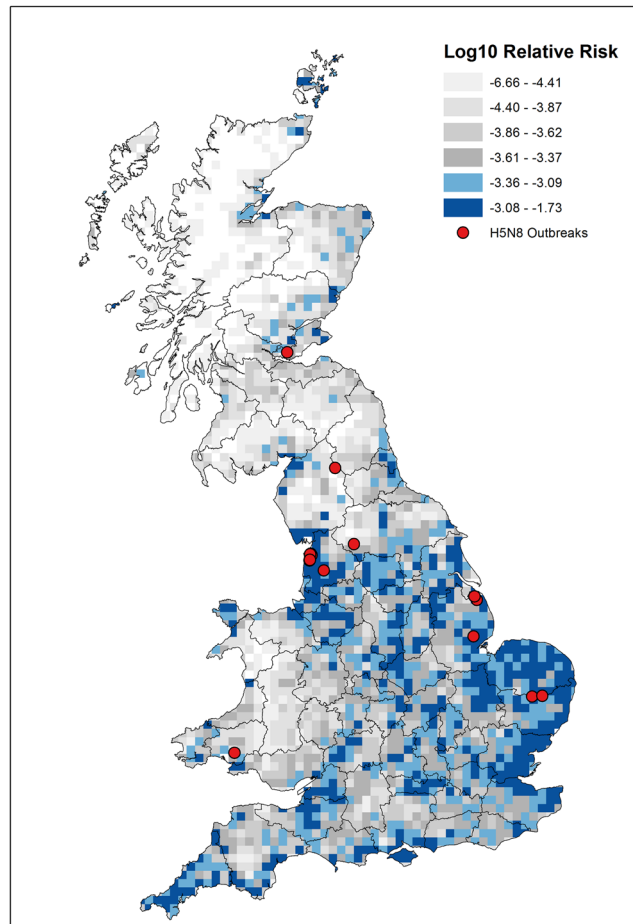 Log10 Relative Risk
-6.66 - -4.41
-4.40 - -3.87
-3.86 - -3.62
-3.61 - -3.37
-3.36 - -3.09
-3.08 - -1.73
H5N8 Outbreaks